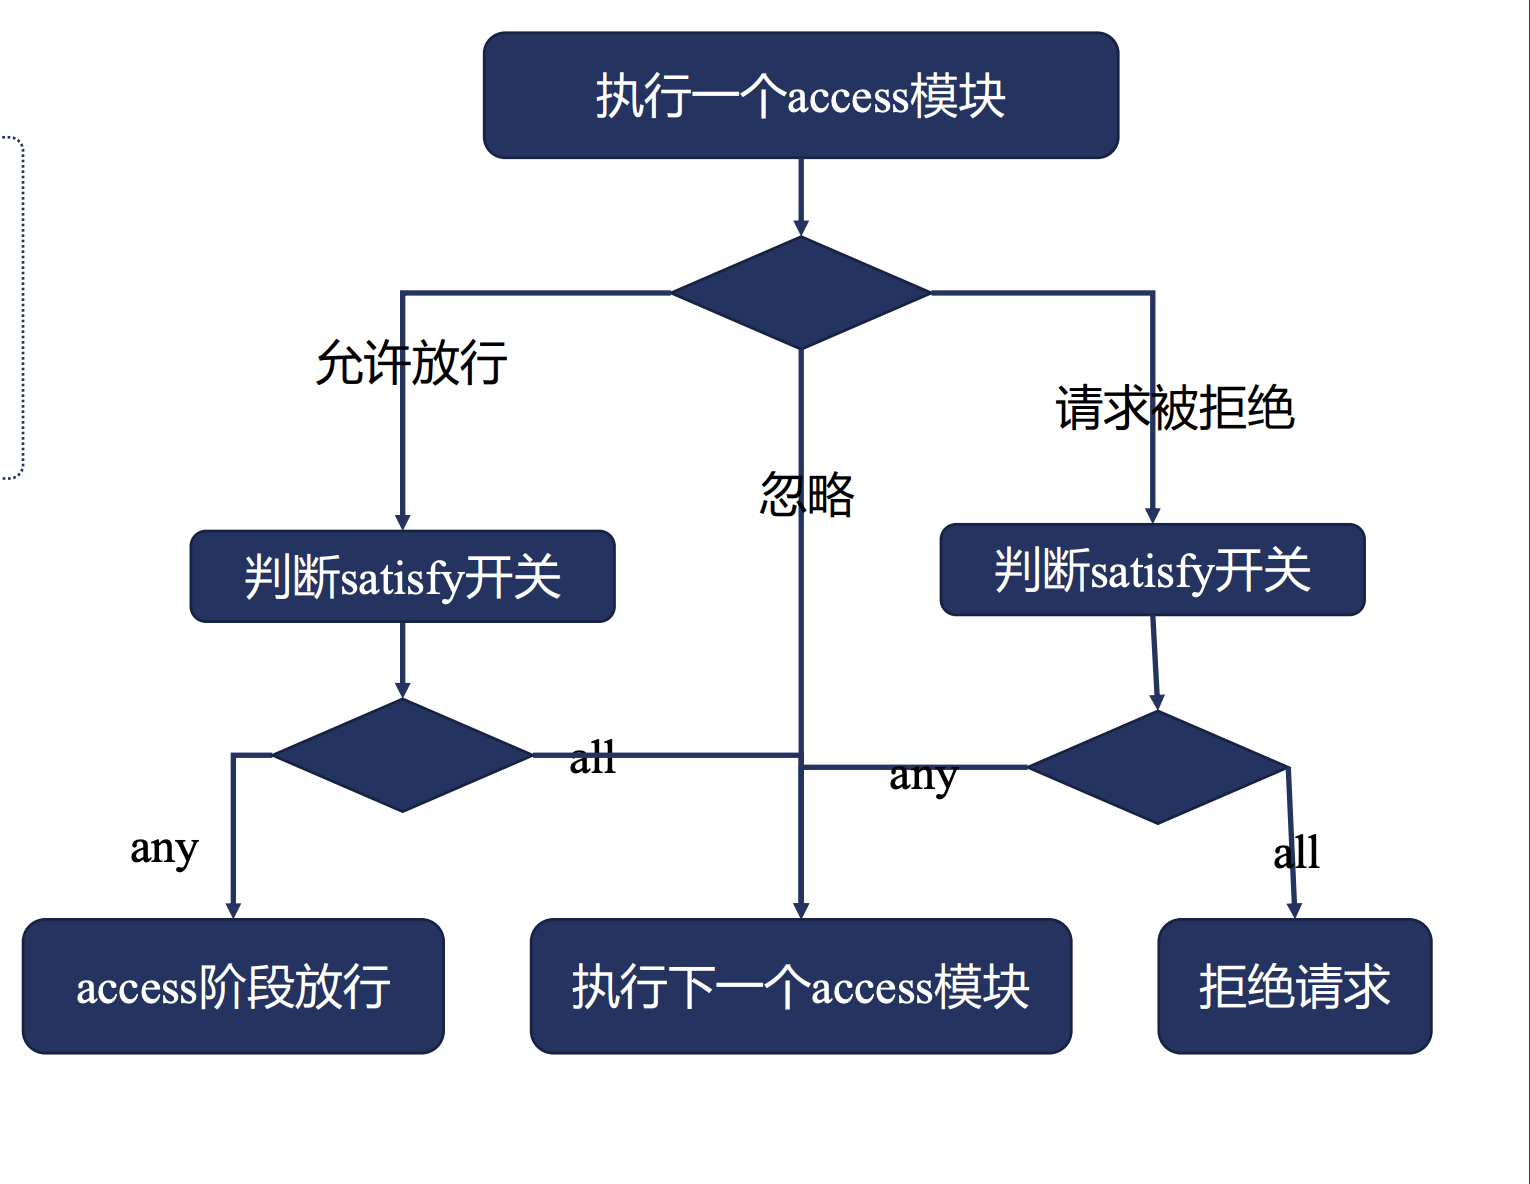 执行一个access模块
允许放行
请求被拒绝
忽略
判断satisfy开关
判断satisfy开关
all
any
any
all
access阶段放行
执行下一个access模块
拒绝请求